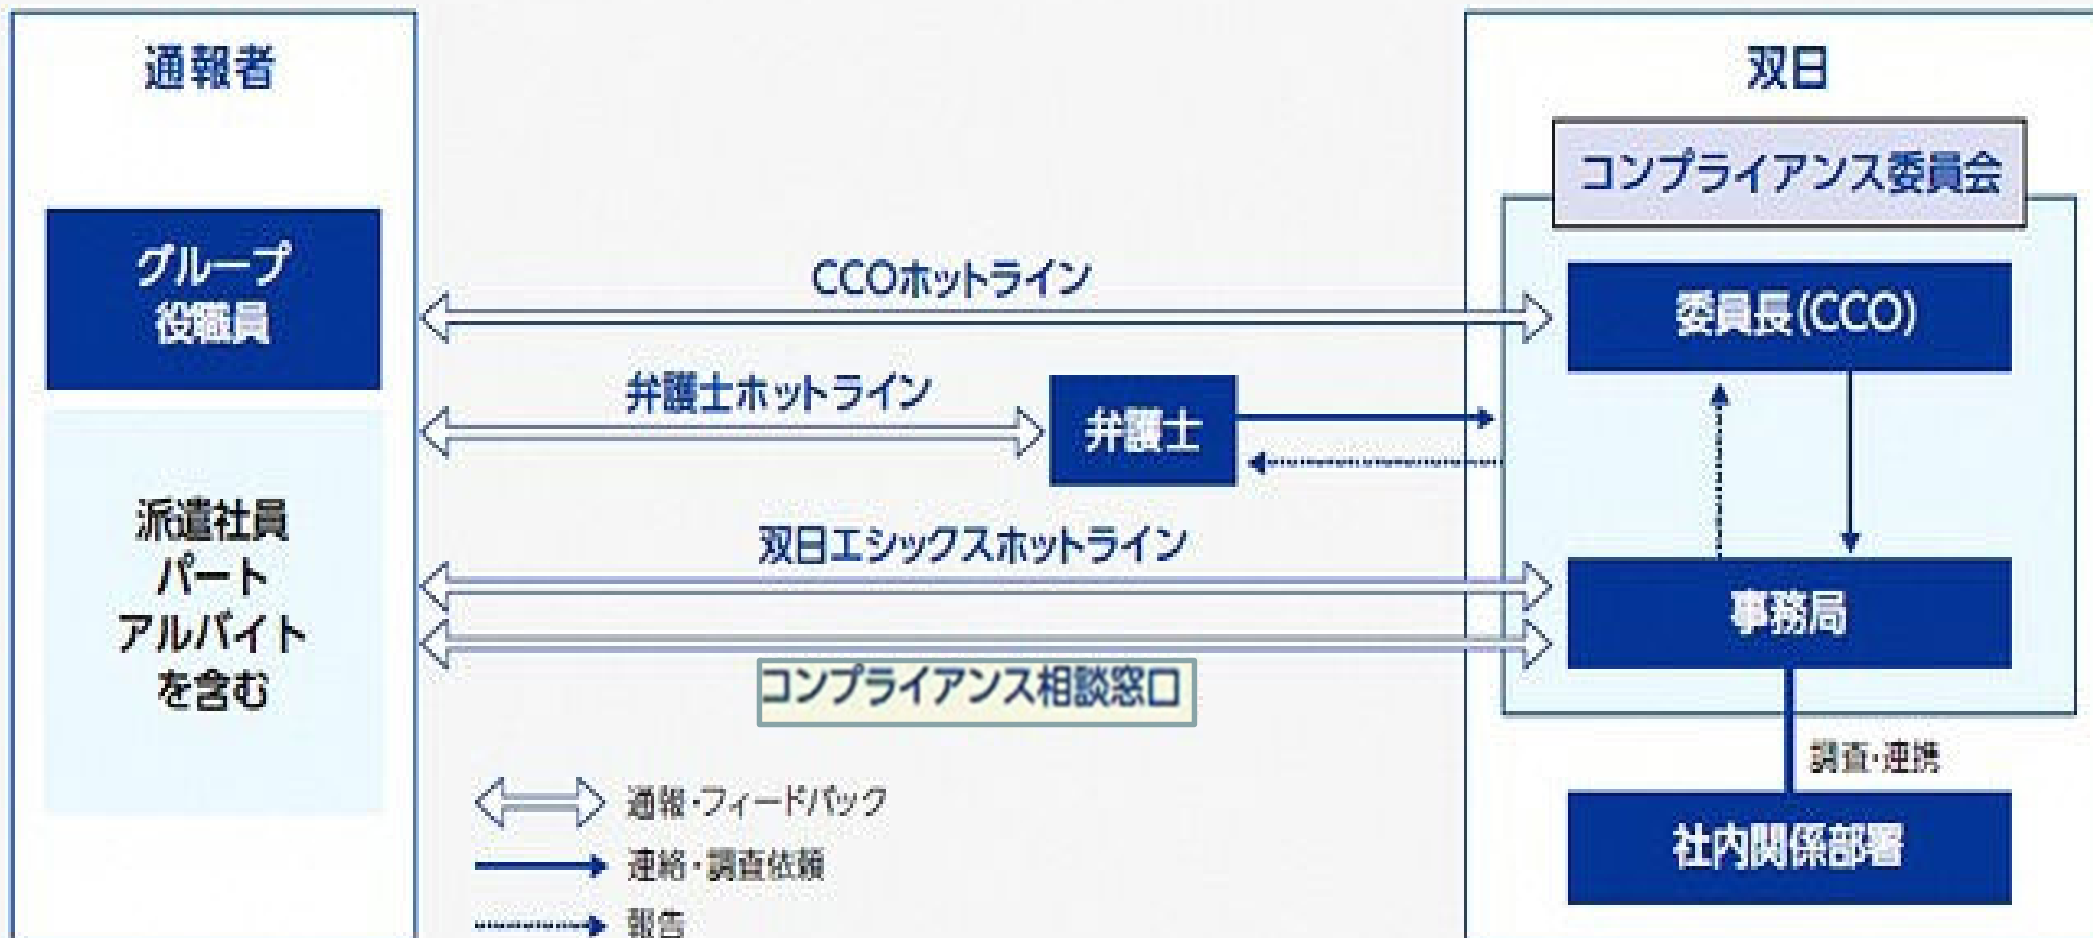 通報者
グループ
役職員
派遣社員
パート
アルバイト
を含む
CCOホットライン
弁護士ホットライン
弁護士
双日エシックスホットライン
コンプライアンス相談窓口
通報・フィードバック
連絡・調査依頼
報告
双日
コンプライアンス委員会
委員長(CCO)
事務局
調査・連携
社内関係部署